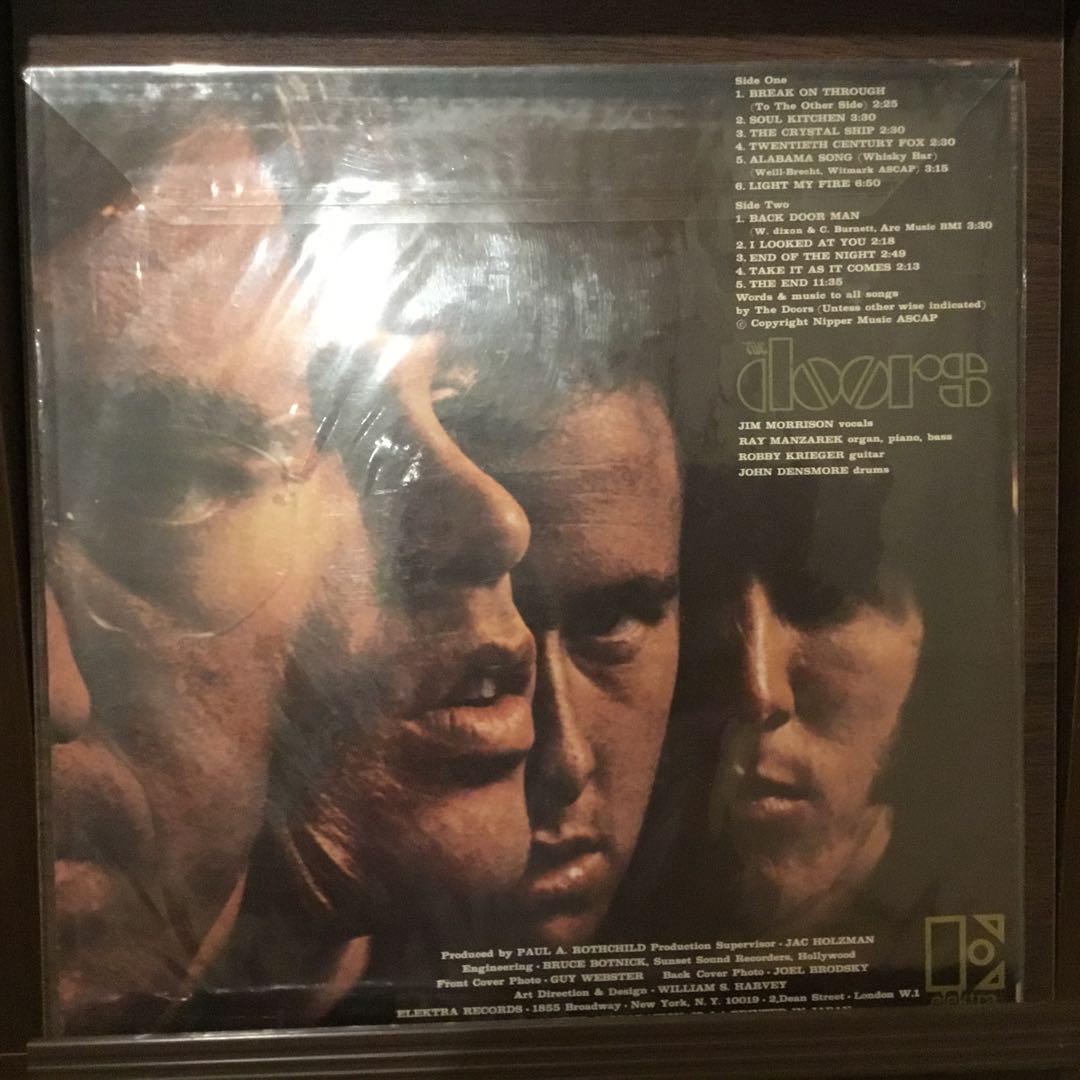 Side One
1. BREAK ON THROUGH
(To The Other Side) 2:25
2. SOUL KITCHEN 3:30
3. THE CRYSTAL SHIP 2:30
4. TWENTIETH CENTURY FOX 2:30
5. ALABAMA SONG (Whisky Bar)
(Weill-Brecht, Witmark ASCAP) 3:15
6. LIGHT MY FIRE 6:50
Side Two
1. BACK DOOR MAN
(W. dixon & C. Burnett, Arc Music BMI 3:30
2. I LOOKED AT YOU 2:18
3. END OF THE NIGHT 2:49
4. TAKE IT AS IT COMES 2:13
5. THE END 11:35
Words & music to all songs
by The Doors (Untess other wise indicated)
© Copyright Nipper Music ASCAP
THE
doors
JIM MORRISON vocals
RAY MANZAREK organ, piano, bass
ROBBY KRIEGER guitar
JOHN DENSMORE drums
Produced by PAUL A. ROTHCHILD Production Supervisor · JAC HOLZMAN
Engineering · BRUCE BOTNICK, Sunset Sound Recorders, Hollywood
Front Cover Photo · GUY WEBSTER Back Cover Photo · JOEL BRODSKY
Art Direction & Design · WILLIAM S. HARVEY
ELEKTRA RECORDS · 1855 Broadway · New York, N. Y. 10019 · 2,Dean Street · London W.1
PRINTED IN JAPAN
elektra